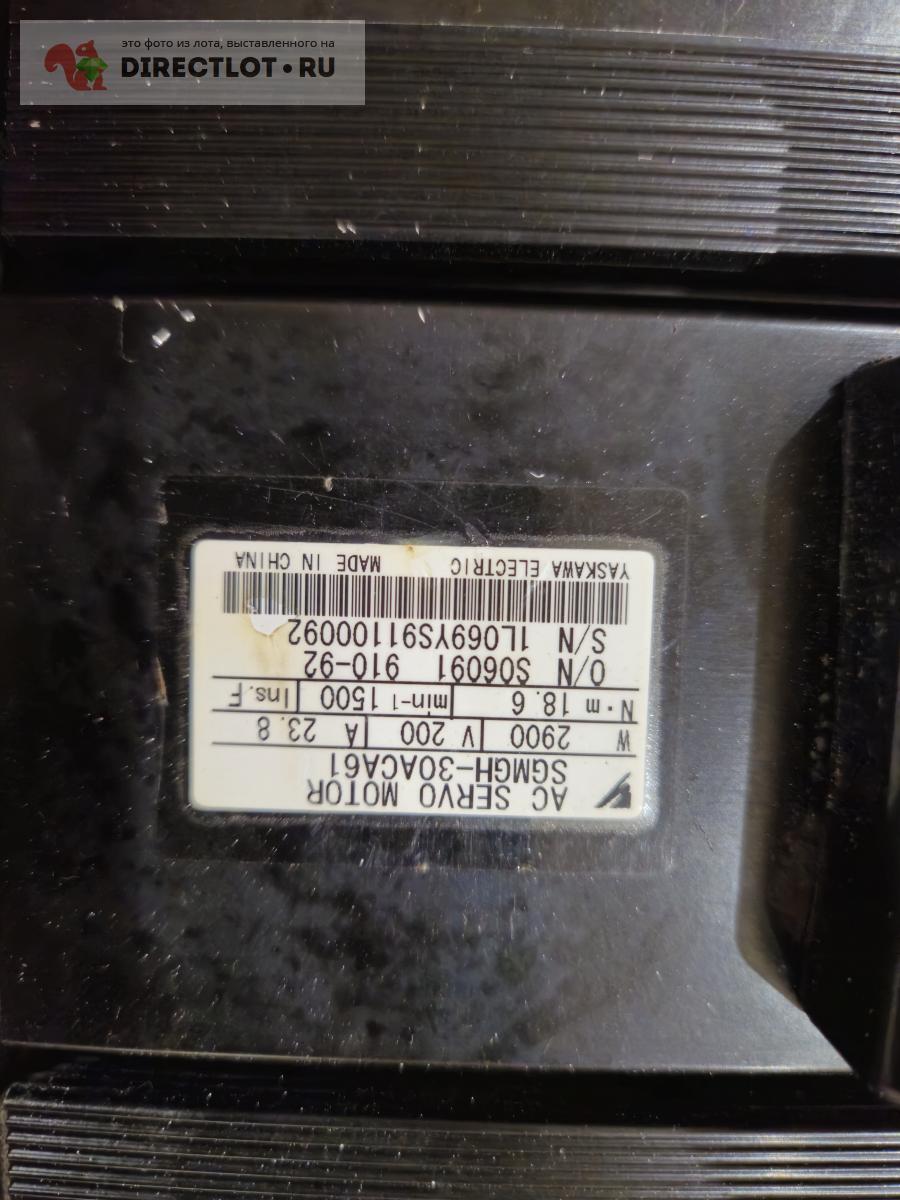 это фото из лота, выставленного на
DIRECTLOT.RU
AC SERVO MOTOR
SGMGH-30ACA61
W 2900 V 200 A 23.8
N·m 18.6 min-1 1500 Ins. F
O/N S06091 910-92
S/N 1L069YS91100092
YASKAWA ELECTRIC MADE IN CHINA